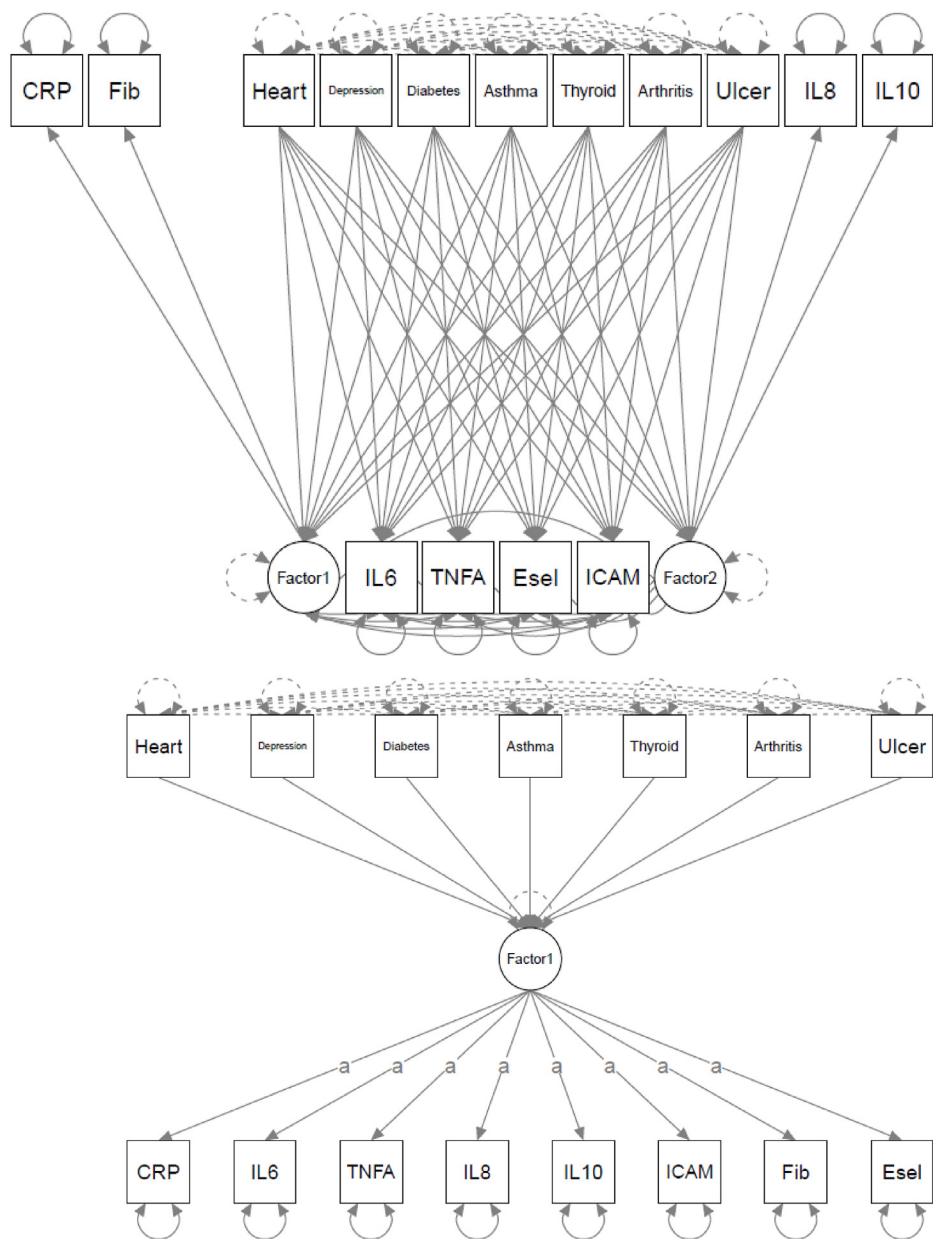 CRP Fib Heart Depression Diabetes Asthma Thyroid Arthritis Ulcer IL8 IL10
Factor1 IL6 TNFA Esel ICAM Factor2
Heart Depression Diabetes Asthma Thyroid Arthritis Ulcer
Factor1
a a a a a a a a
CRP IL6 TNFA IL8 IL10 ICAM Fib Esel